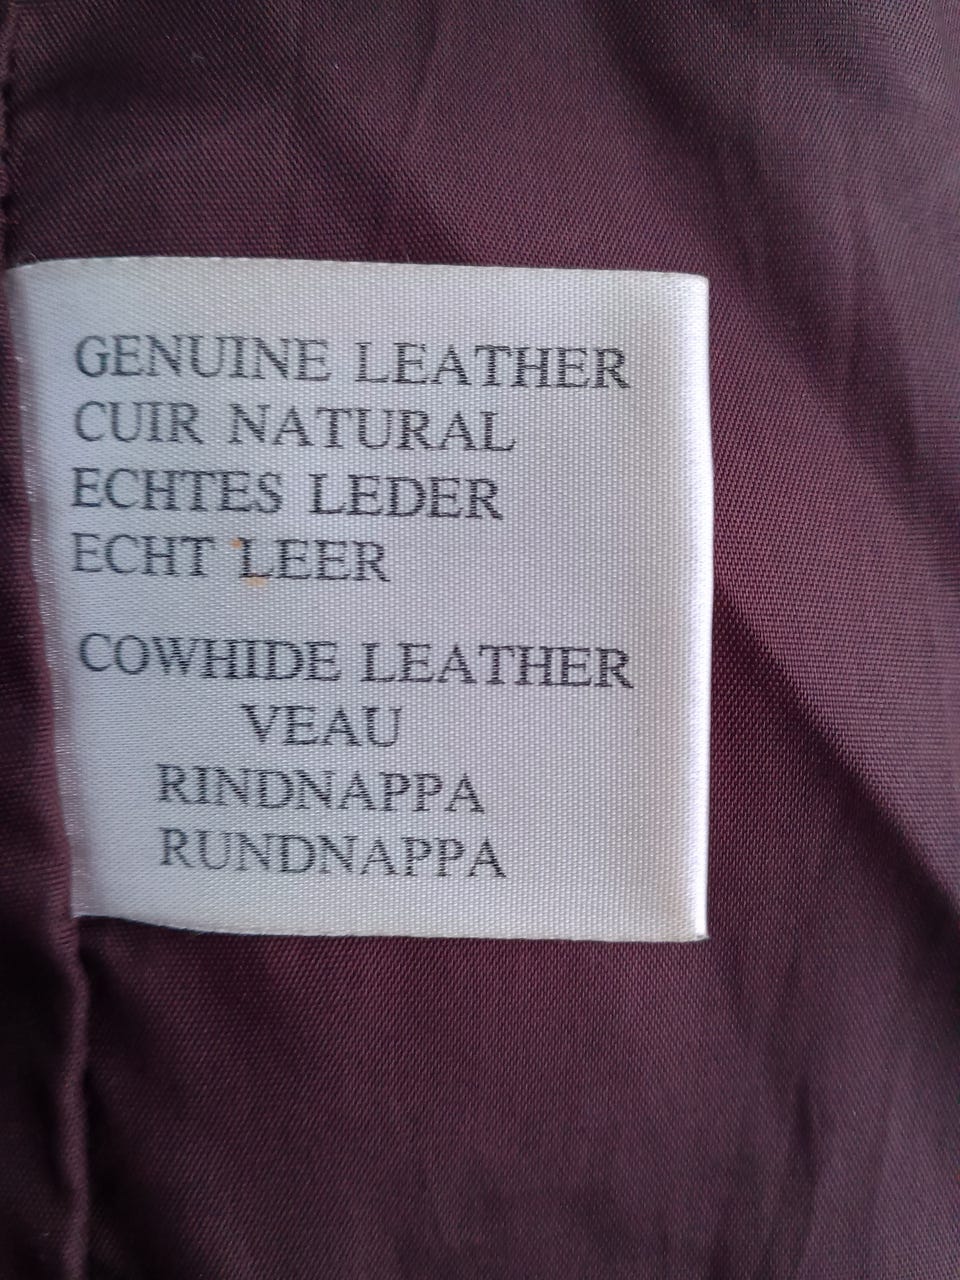 GENUINE LEATHER
CUIR NATURAL
ECHTES LEDER
ECHT LEER
COWHIDE LEATHER
VEAU
RINDNAPPA
RUNDNAPPA